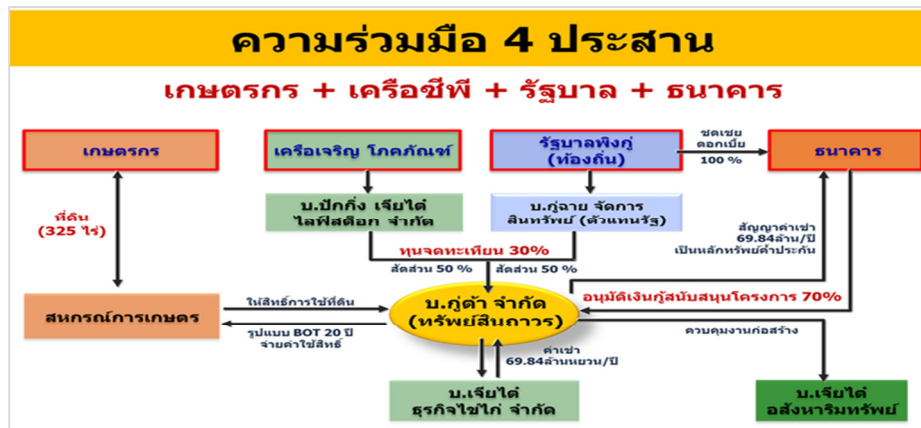 ความร่วมมือ 4 ประสาน
เกษตรกร + เครือซีพี + รัฐบาล + ธนาคาร
เกษตรกร
เครือเจริญ โภคภัณฑ์
รัฐบาลผิงกู่
(ท้องถิ่น)
ชดเชย
ดอกเบี้ย
100 %
ธนาคาร
ที่ดิน
(325 ไร่)
บ.ปักกิ่ง เจียไต๋
ไลฟ์สต๊อก จำกัด
บ.กู่ฉาย จัดการ
สินทรัพย์ (ตัวแทนรัฐ)
สัญญาค่าเช่า
69.84ล้าน/ปี
เป็นหลักทรัพย์ค้ำประกัน
ทุนจดทะเทียน 30%
สัดส่วน 50 %
สัดส่วน 50 %
อนุมัติเงินกู้สนับสนุนโครงการ 70%
สหกรณ์การเกษตร
ให้สิทธิ์การใช้ที่ดิน
รูปแบบ BOT 20 ปี
จ่ายค่าใช้สิทธิ์
บ.กู่ต้า จำกัด
(ทรัพย์สินถาวร)
ควบคุมงานก่อสร้าง
ค่าเช่า
69.84ล้านหยวน/ปี
บ.เจียไต๋
ธุรกิจไข่ไก่ จำกัด
บ.เจียไต๋
อสังหาริมทรัพย์